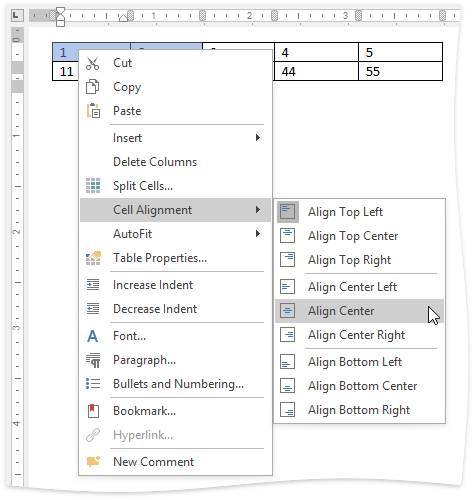 1 2 3
1 4 5
11 44 55
Cut
Copy
Paste
Insert
Delete Columns
Split Cells...
Cell Alignment
AutoFit
Table Properties...
Increase Indent
Decrease Indent
Font...
Paragraph...
Bullets and Numbering...
Bookmark...
Hyperlink...
New Comment
Align Top Left
Align Top Center
Align Top Right
Align Center Left
Align Center
Align Center Right
Align Bottom Left
Align Bottom Center
Align Bottom Right
1
2
3
4